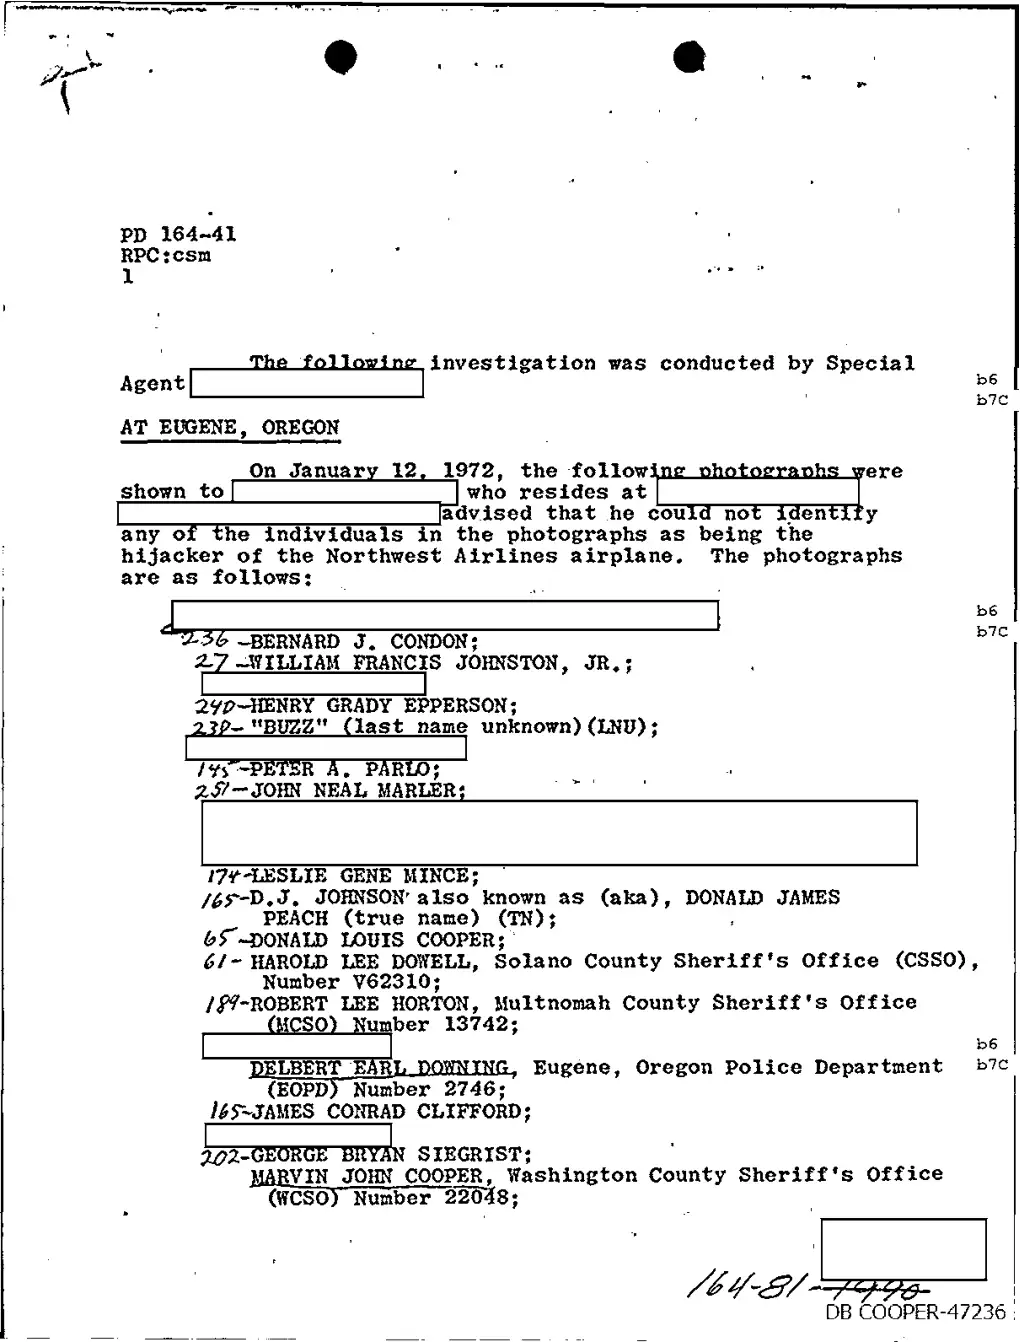 PD 164-41
RPC:csm
1
The following investigation was conducted by Special
Agent
b6
b7C
AT EUGENE, OREGON
On January 12, 1972, the following photographs were
shown to who resides at
advised that he could not identify
any of the individuals in the photographs as being the
hijacker of the Northwest Airlines airplane. The photographs
are as follows:
b6
b7C
236 -BERNARD J. CONDON;
27 -WILLIAM FRANCIS JOHNSTON, JR.;
240-HENRY GRADY EPPERSON;
239- "BUZZ" (last name unknown)(LNU);
145-PETER A. PARLO;
251-JOHN NEAL MARLER;
174-LESLIE GENE MINCE;
165-D.J. JOHNSON also known as (aka), DONALD JAMES
PEACH (true name) (TN);
65-DONALD LOUIS COOPER;
61- HAROLD LEE DOWELL, Solano County Sheriff's Office (CSSO),
Number V62310;
189-ROBERT LEE HORTON, Multnomah County Sheriff's Office
(MCSO) Number 13742;
b6
b7C
DELBERT EARL DOWNING, Eugene, Oregon Police Department
(EOPD) Number 2746;
165-JAMES CONRAD CLIFFORD;
202-GEORGE BRYAN SIEGRIST;
MARVIN JOHN COOPER, Washington County Sheriff's Office
(WCSO) Number 22048;
164-81-
DB COOPER-47236